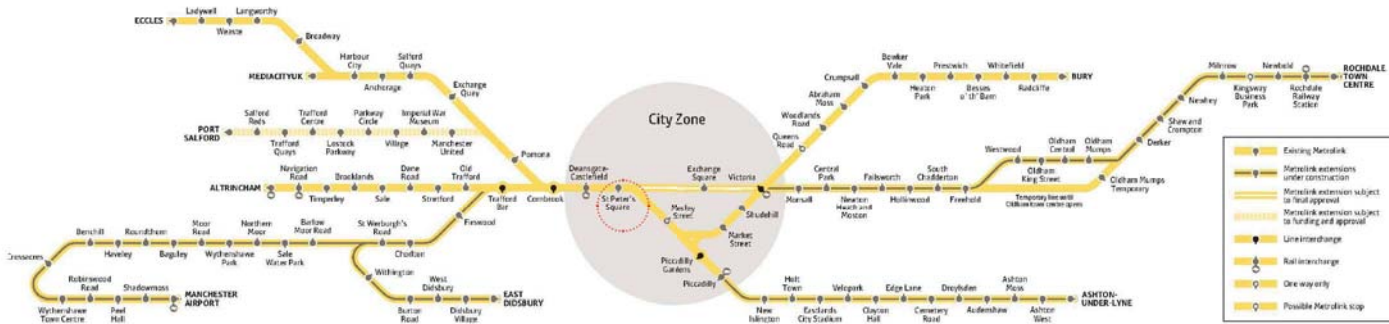 ECCLES
Ladywell
Weaste
Langworthy
Broadway
MEDIACITYUK
Harbour
City
Anchorage
Salford
Quays
Exchange
Quay
PORT
SALFORD
Salford
Reds
Trafford
Quays
Trafford
Centre
Lostock
Parkway
Parkway
Circle
Village
Imperial War
Museum
Manchester
United
Pomona
ALTRINCHAM
Navigation
Road
Timperley
Brooklands
Sale
Dane
Road
Stretford
Old
Trafford
Trafford
Bar
Cornbrook
Firswood
Chorlton
St Werburgh's
Road
Barlow
Moor Road
Sale
Water Park
Northern
Moor
Wythenshawe
Park
Moor
Road
Baguley
Roundthorn
Haveley
Benchill
Crossacres
Wythenshawe
Town Centre
Robinswood
Road
Peel
Hall
Shadowmoss
MANCHESTER
AIRPORT
Withington
Burton
Road
West
Didsbury
Didsbury
Village
EAST
DIDSBURY
City Zone
Deansgate-
Castlefield
St Peter's
Square
Exchange
Square
Victoria
Mosley
Street
Shudehill
Market
Street
Piccadilly
Gardens
Piccadilly
Queens
Road
Woodlands
Road
Abraham
Moss
Crumpsall
Bowker
Vale
Heaton
Park
Prestwich
Besses
o' th' Barn
Whitefield
Radcliffe
BURY
Monsall
Central
Park
Newton
Heath and
Moston
Failsworth
Hollinwood
South
Chadderton
Freehold
Westwood
Oldham
King Street
Oldham
Central
Oldham
Mumps
Temporary line until
Oldham town centre opens
Oldham Mumps
Temporary
Derker
Shaw and
Crompton
Newhey
Milnrow
Kingsway
Business
Park
Newbold
Rochdale
Railway
Station
ROCHDALE
TOWN
CENTRE
New
Islington
Holt
Town
Eastlands
City Stadium
Velopark
Clayton
Hall
Edge Lane
Cemetery
Road
Droylsden
Audenshaw
Ashton
Moss
Ashton
West
ASHTON-
UNDER-LYNE
Existing Metrolink
Metrolink extensions
under construction
Metrolink extension subject
to final approval
Metrolink extension subject
to funding and approval
Line interchange
Rail interchange
One way only
Possible Metrolink stop